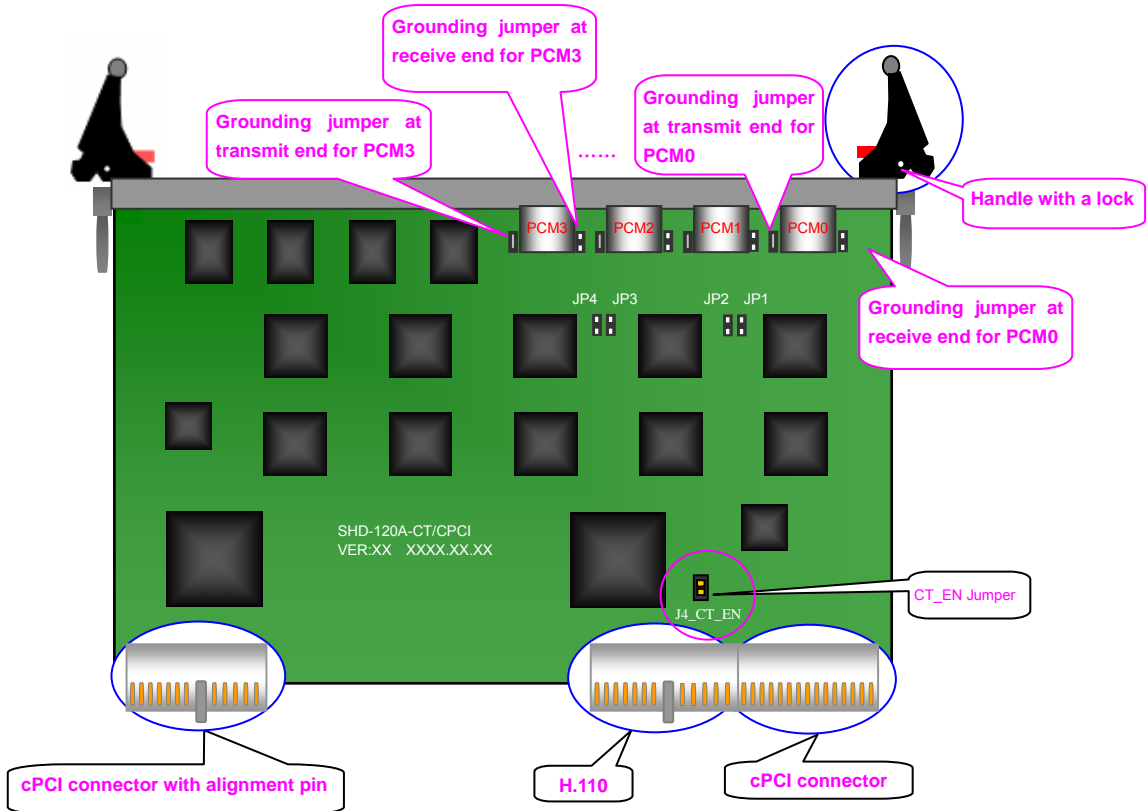 Grounding jumper at
receive end for PCM3
Grounding jumper at
transmit end for PCM3
Grounding jumper
at transmit end for
PCM0
……
Handle with a lock
PCM3
PCM2
PCM1
PCM0
Grounding jumper at
receive end for PCM0
JP4 JP3
JP2 JP1
SHD-120A-CT/CPCI
VER:XX XXXX.XX.XX
CT_EN Jumper
J4_CT_EN
cPCI connector with alignment pin
H.110
cPCI connector